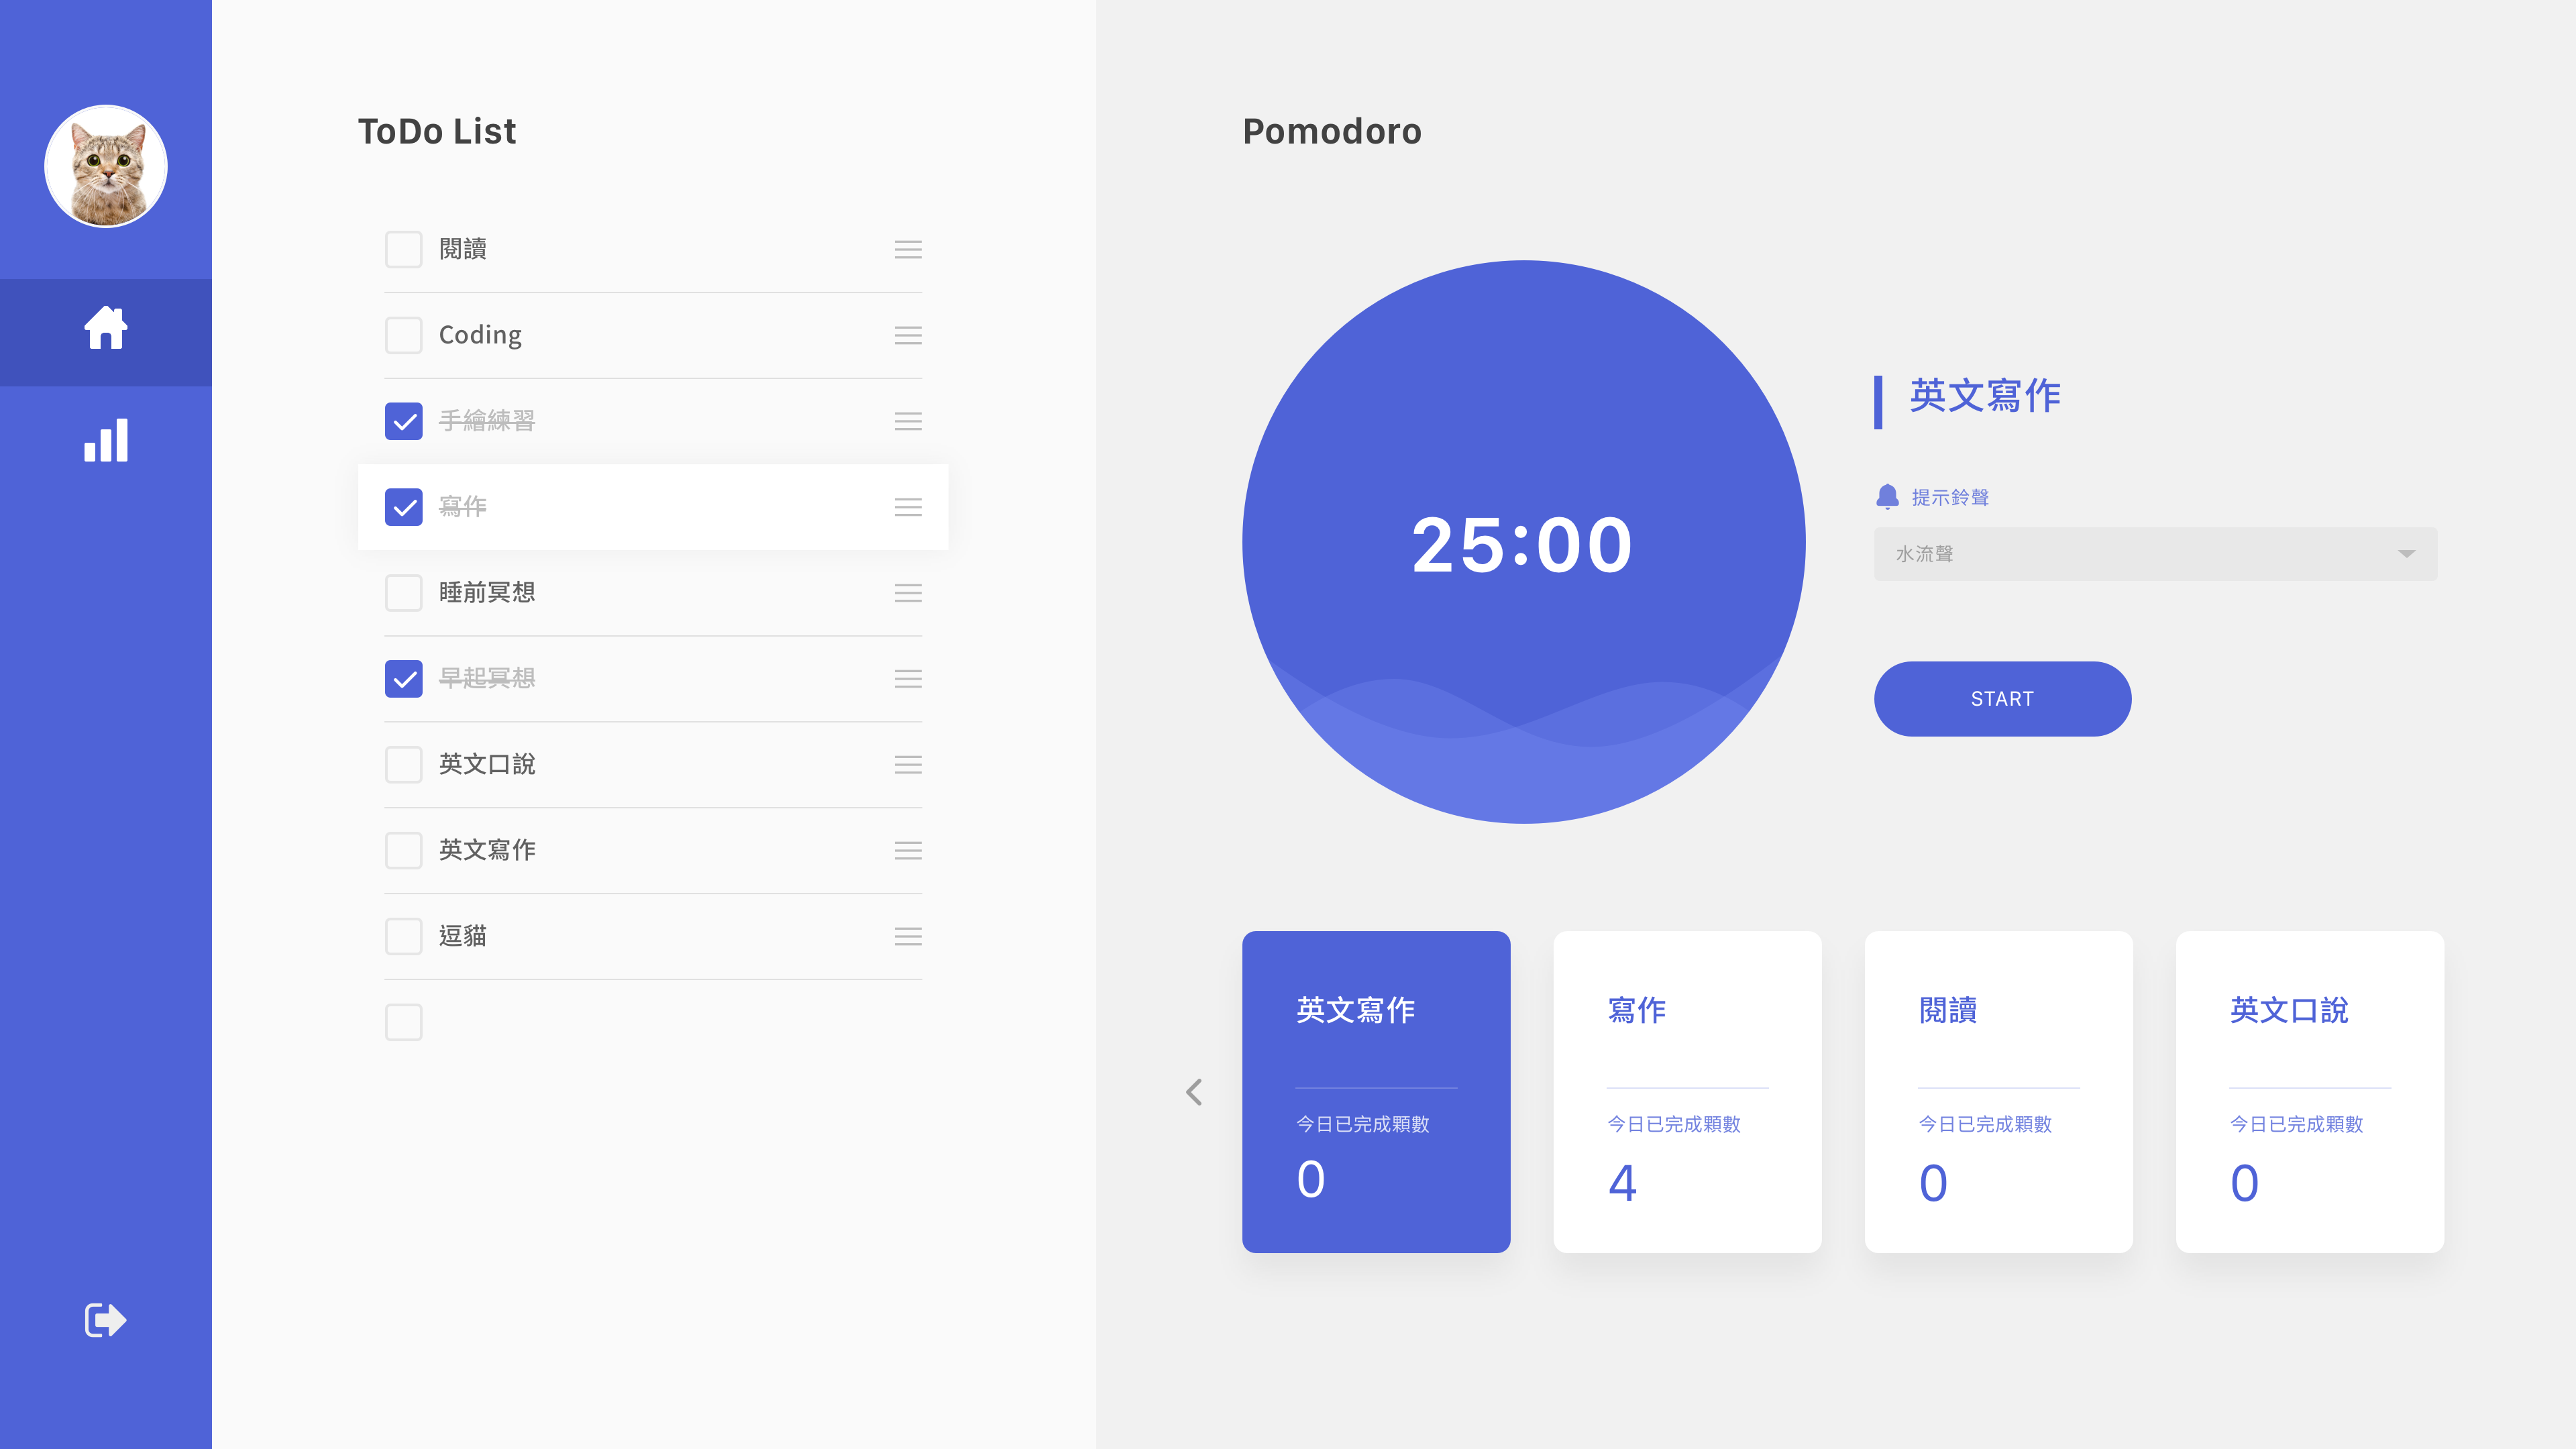 ToDo List
閱讀
Coding
手繪練習
寫作
睡前冥想
早起冥想
英文口說
英文寫作
逗貓
Pomodoro
25:00
英文寫作
提示鈴聲
水流聲
START
英文寫作
今日已完成顆數
0
寫作
今日已完成顆數
4
閱讀
今日已完成顆數
0
英文口說
今日已完成顆數
0